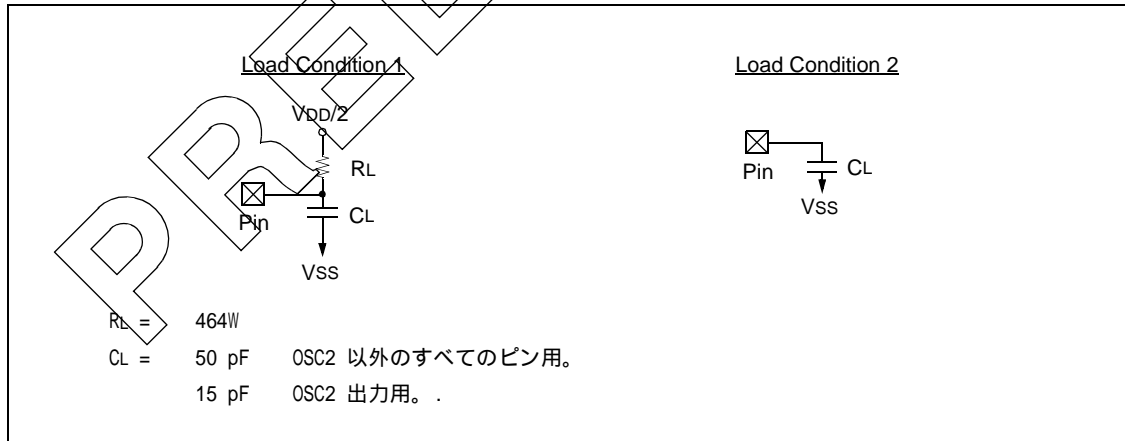 PREL
Load Condition 1
Load Condition 2
VDD/2
RL
Pin
CL
VSS
Pin
CL
VSS
RL = 464W
CL = 50 pF OSC2 以外のすべてのピン用。
15 pF OSC2 出力用。.